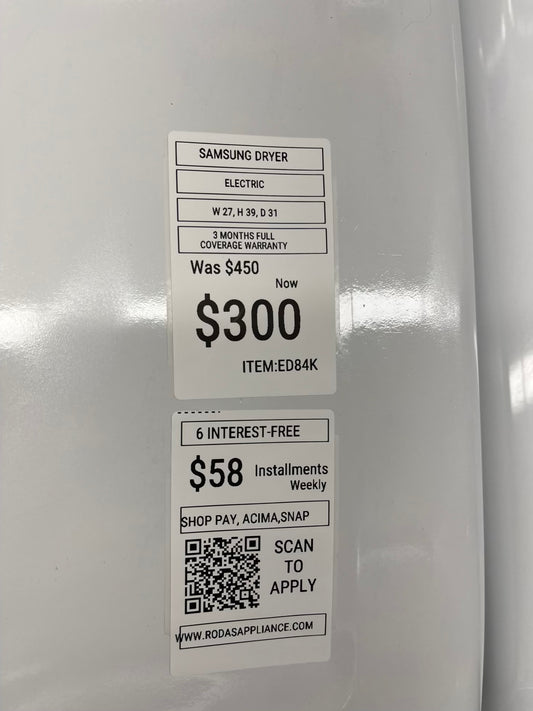 SAMSUNG DRYER
ELECTRIC
W 27, H 39, D 31
3 MONTHS FULL
COVERAGE WARRANTY
Was $450
Now
$300
ITEM:ED84K
6 INTEREST-FREE
$58 Installments
Weekly
SHOP PAY, ACIMA,SNAP
SCAN
TO
APPLY
WWW.RODASAPPLIANCE.COM